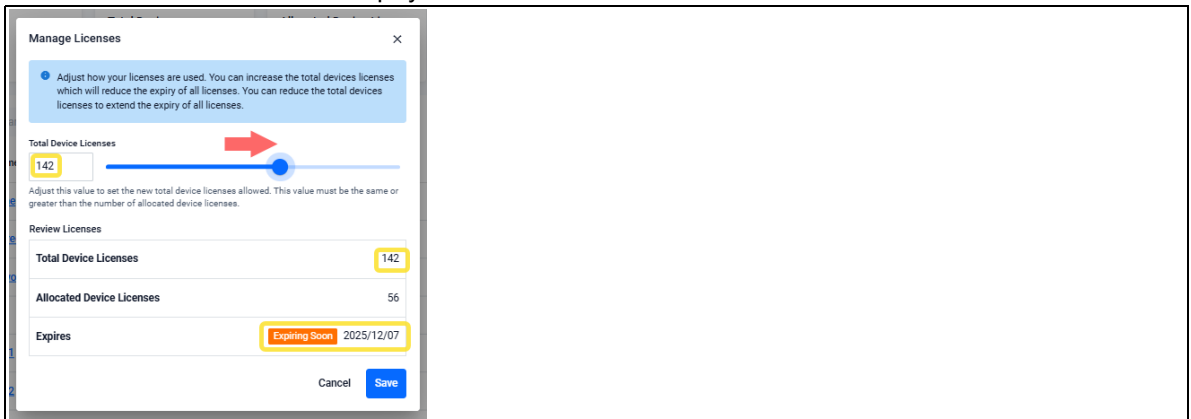 Manage Licenses
Adjust how your licenses are used. You can increase the total devices licenses
which will reduce the expiry of all licenses. You can reduce the total devices
licenses to extend the expiry of all licenses.
Total Device Licenses
142
Adjust this value to set the new total device licenses allowed. This value must be the same or
greater than the number of allocated device licenses.
Review Licenses
Total Device Licenses 142
Allocated Device Licenses 56
Expires Expiring Soon 2025/12/07
Cancel Save